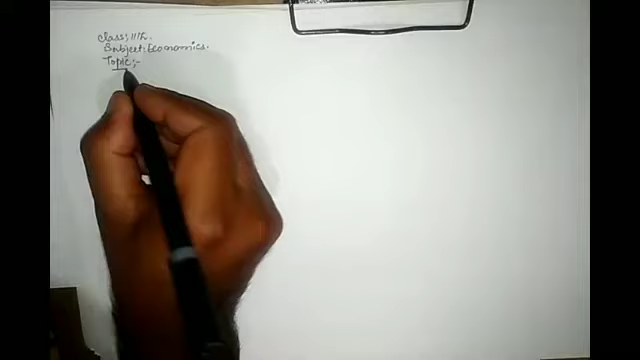 Class; 11th.
Subject: Economics.
Topic:-